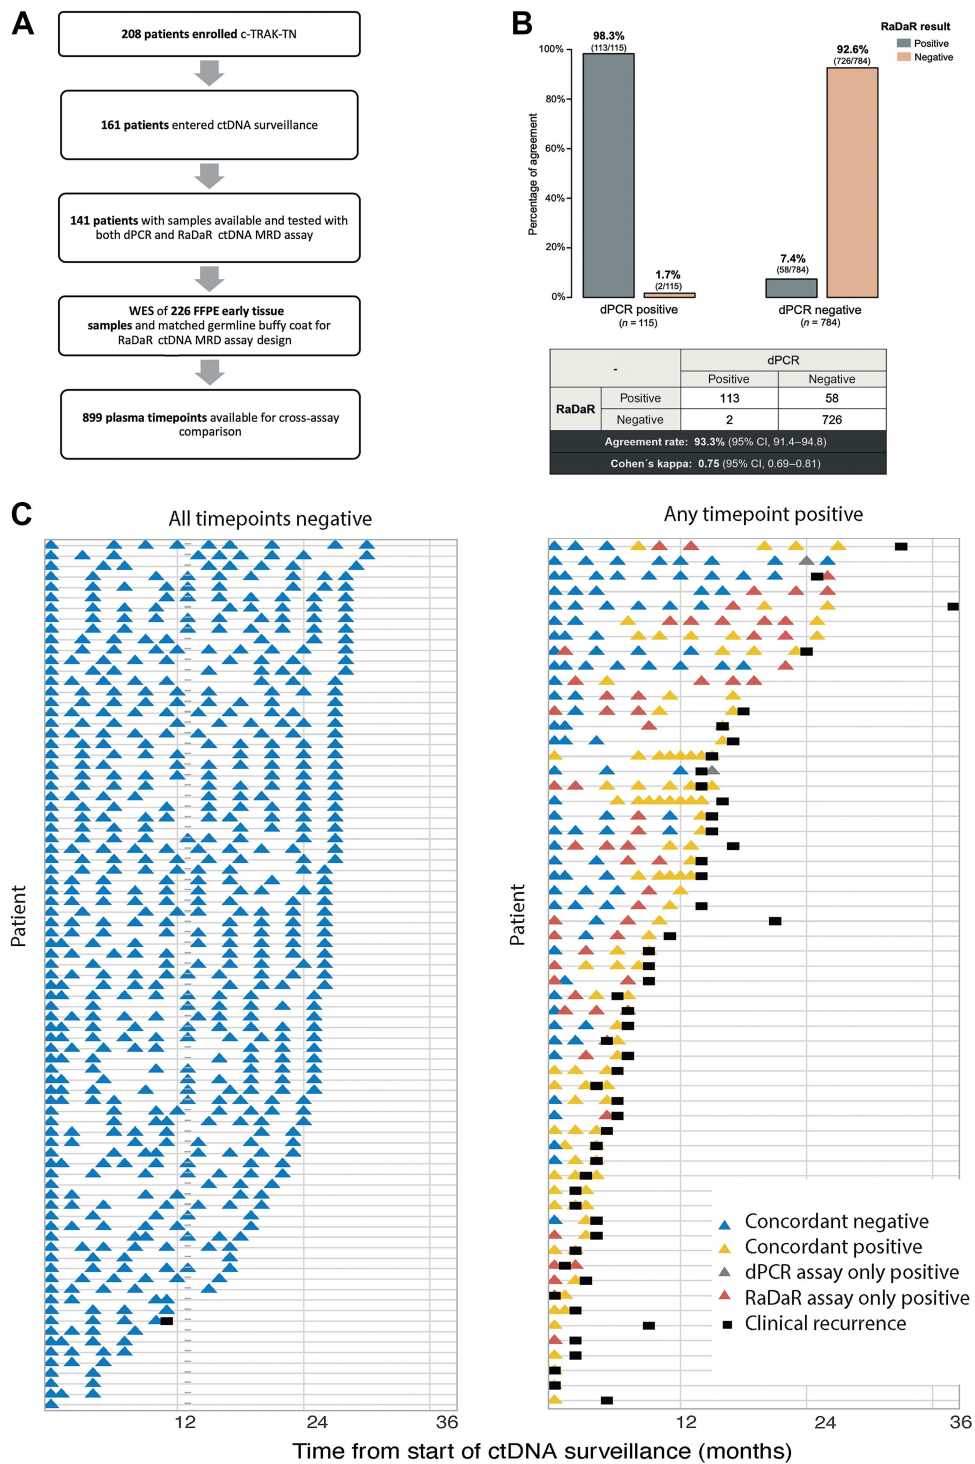 A
208 patients enrolled c-TRAK-TN
161 patients entered ctDNA surveillance
141 patients with samples available and tested with
both dPCR and RaDaR ctDNA MRD assay
WES of 226 FFPE early tissue
samples and matched germline buffy coat for
RaDaR ctDNA MRD assay design
899 plasma timepoints available for cross-assay
comparison
B
RaDaR result
Positive
Negative
Percentage of agreement
100%
80%
60%
40%
20%
0%
98.3%
(113/115)
1.7%
(2/115)
7.4%
(58/784)
92.6%
(726/784)
dPCR positive
(n = 115)
dPCR negative
(n = 784)
- dPCR
Positive Negative
RaDaR Positive 113 58
Negative 2 726
Agreement rate: 93.3% (95% CI, 91.4–94.8)
Cohen´s kappa: 0.75 (95% CI, 0.69–0.81)
C
All timepoints negative
Any timepoint positive
Patient
Patient
Concordant negative
Concordant positive
dPCR assay only positive
RaDaR assay only positive
Clinical recurrence
12 24 36
12 24 36
Time from start of ctDNA surveillance (months)